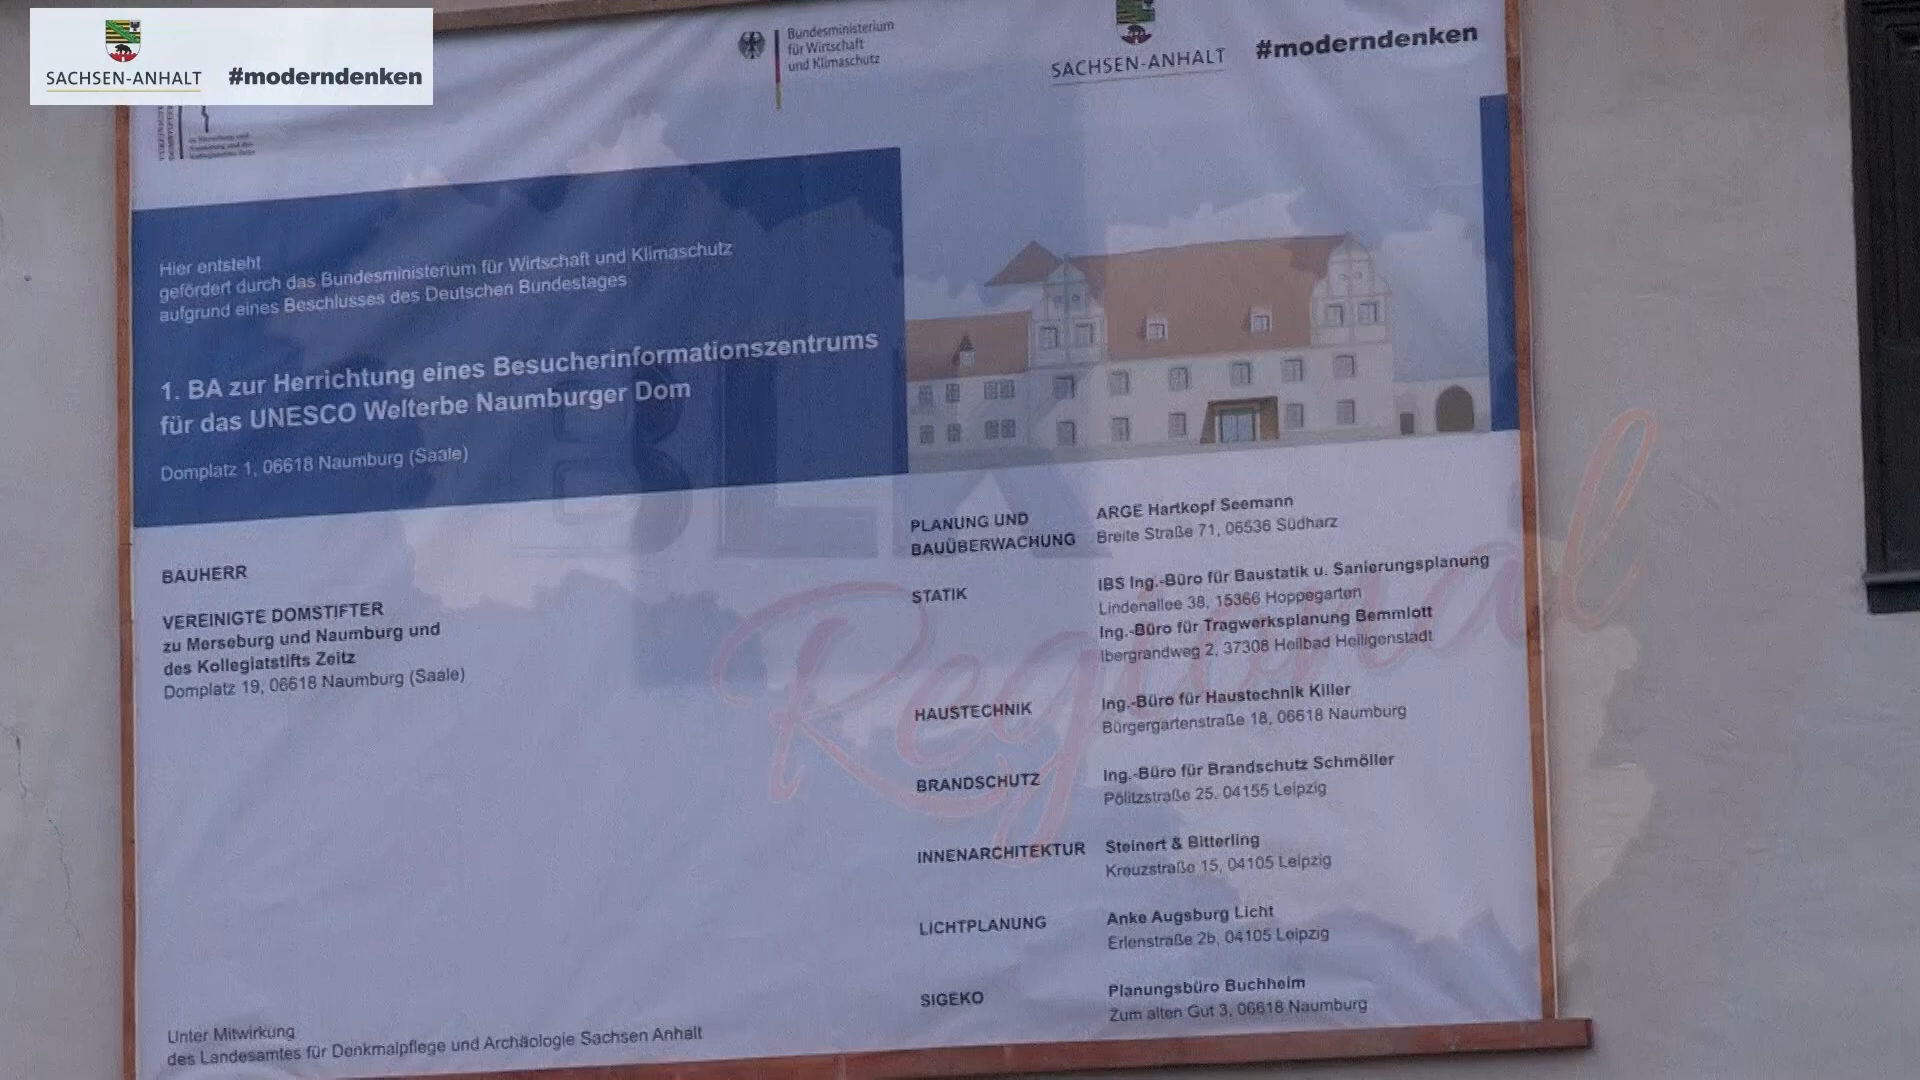 SACHSEN-ANHALT #moderndenken
Bundesministerium
für Wirtschaft
und Klimaschutz
SACHSEN-ANHALT #moderndenken
Hier entsteht
gefördert durch das Bundesministerium für Wirtschaft und Klimaschutz
aufgrund eines Beschlusses des Deutschen Bundestages
1. BA zur Herrichtung eines Besucherinformationszentrums
für das UNESCO Welterbe Naumburger Dom
Domplatz 1, 06618 Naumburg (Saale)
BLK
Regional
BAUHERR
VEREINIGTE DOMSTIFTER
zu Merseburg und Naumburg und
des Kollegiatstifts Zeitz
Domplatz 19, 06618 Naumburg (Saale)
PLANUNG UND
BAUÜBERWACHUNG
ARGE Hartkopf Seemann
Breite Straße 71, 06536 Südharz
STATIK
IBS Ing.-Büro für Baustatik u. Sanierungsplanung
Lindenallee 38, 15366 Hoppegarten
Ing.-Büro für Tragwerksplanung Bemmlott
Ibergrandweg 2, 37308 Heilbad Heiligenstadt
HAUSTECHNIK
Ing.-Büro für Haustechnik Killer
Bürgergartenstraße 18, 06618 Naumburg
BRANDSCHUTZ
Ing.-Büro für Brandschutz Schmöller
Pölitzstraße 25, 04155 Leipzig
INNENARCHITEKTUR
Steinert & Bitterling
Kreuzstraße 15, 04105 Leipzig
LICHTPLANUNG
Anke Augsburg Licht
Erlenstraße 2b, 04105 Leipzig
SIGEKO
Planungsbüro Buchheim
Zum alten Gut 3, 06618 Naumburg
Unter Mitwirkung
des Landesamtes für Denkmalpflege und Archäologie Sachsen Anhalt